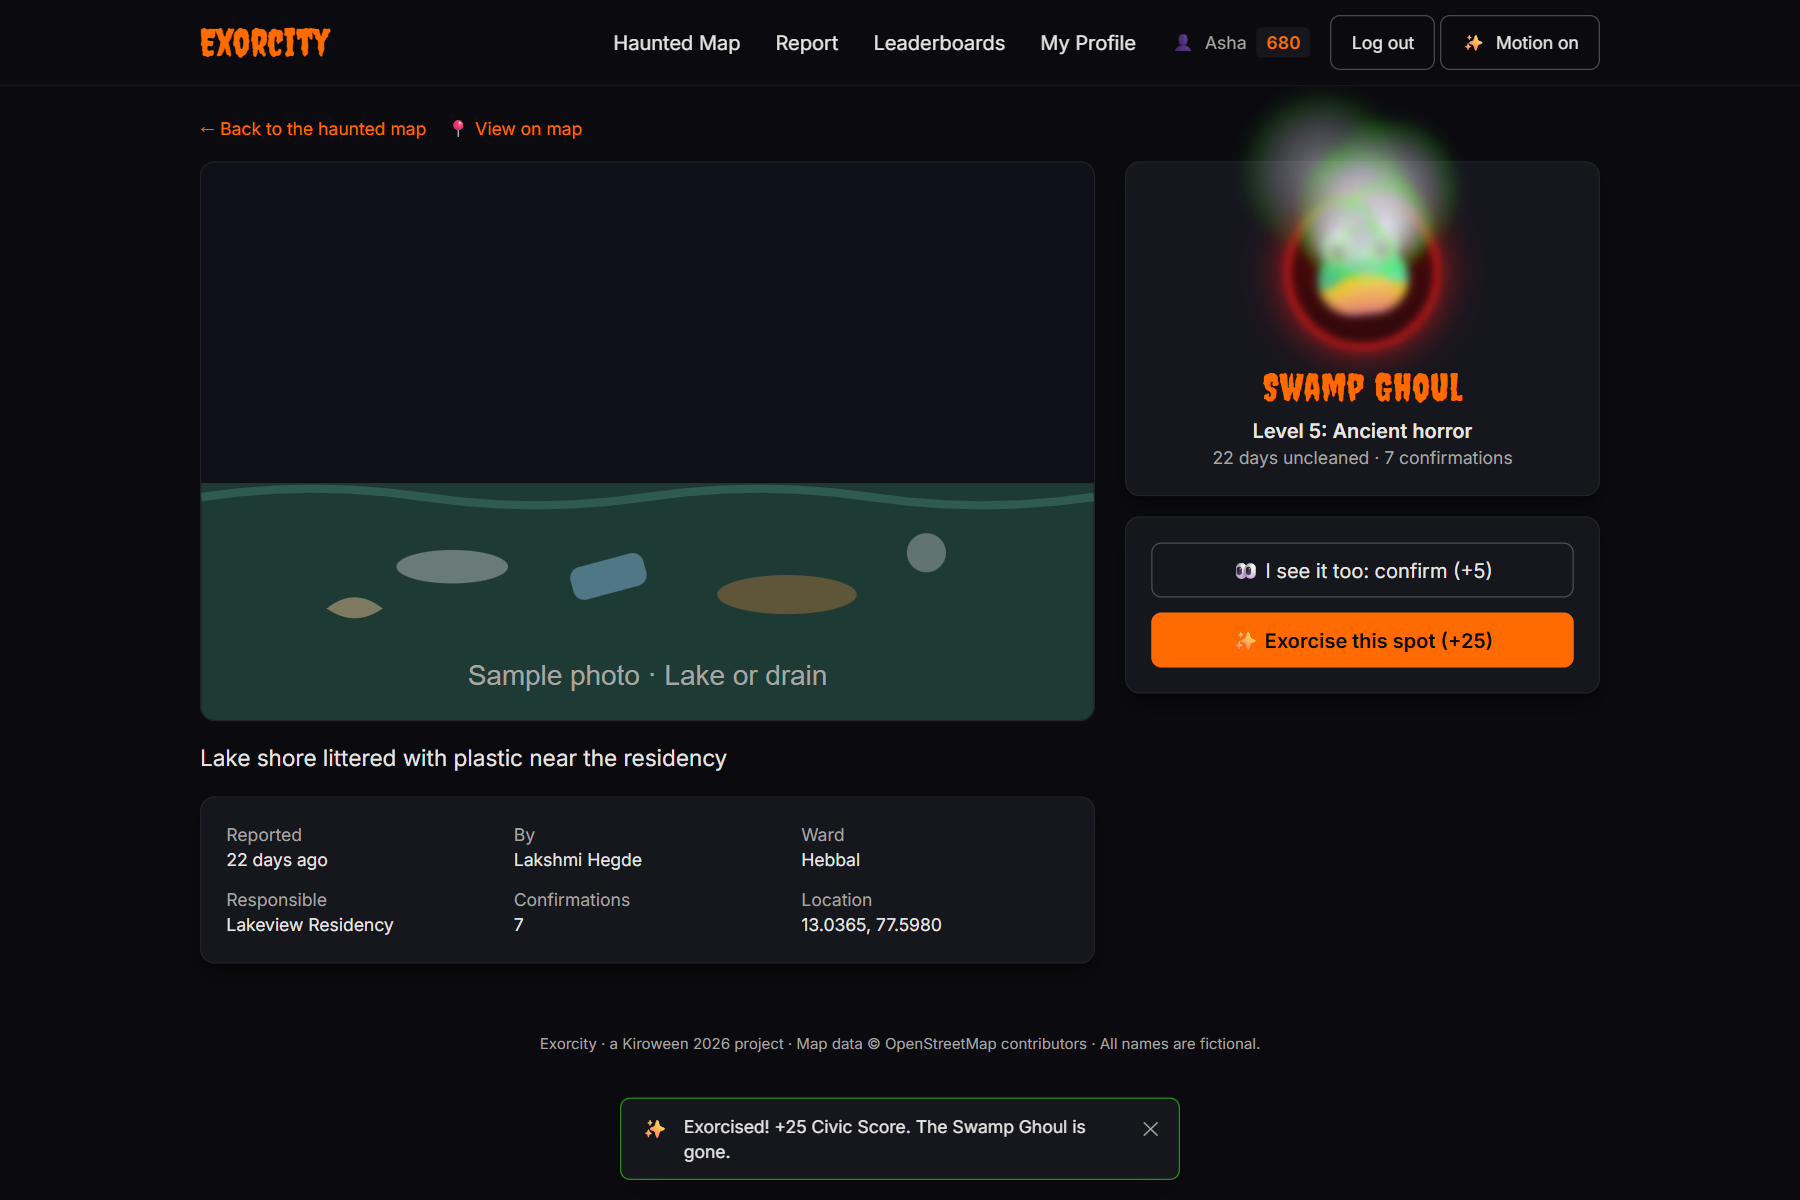 EXORCITY
Haunted Map
Report
Leaderboards
My Profile
Asha
680
Log out
Motion on
← Back to the haunted map
View on map
Sample photo · Lake or drain
SWAMP GHOUL
Level 5: Ancient horror
22 days uncleaned · 7 confirmations
I see it too: confirm (+5)
Exorcise this spot (+25)
Lake shore littered with plastic near the residency
Reported
22 days ago
By
Lakshmi Hegde
Ward
Hebbal
Responsible
Lakeview Residency
Confirmations
7
Location
13.0365, 77.5980
Exorcity · a Kiroween 2026 project · Map data © OpenStreetMap contributors · All names are fictional.
Exorcised! +25 Civic Score. The Swamp Ghoul is
gone.